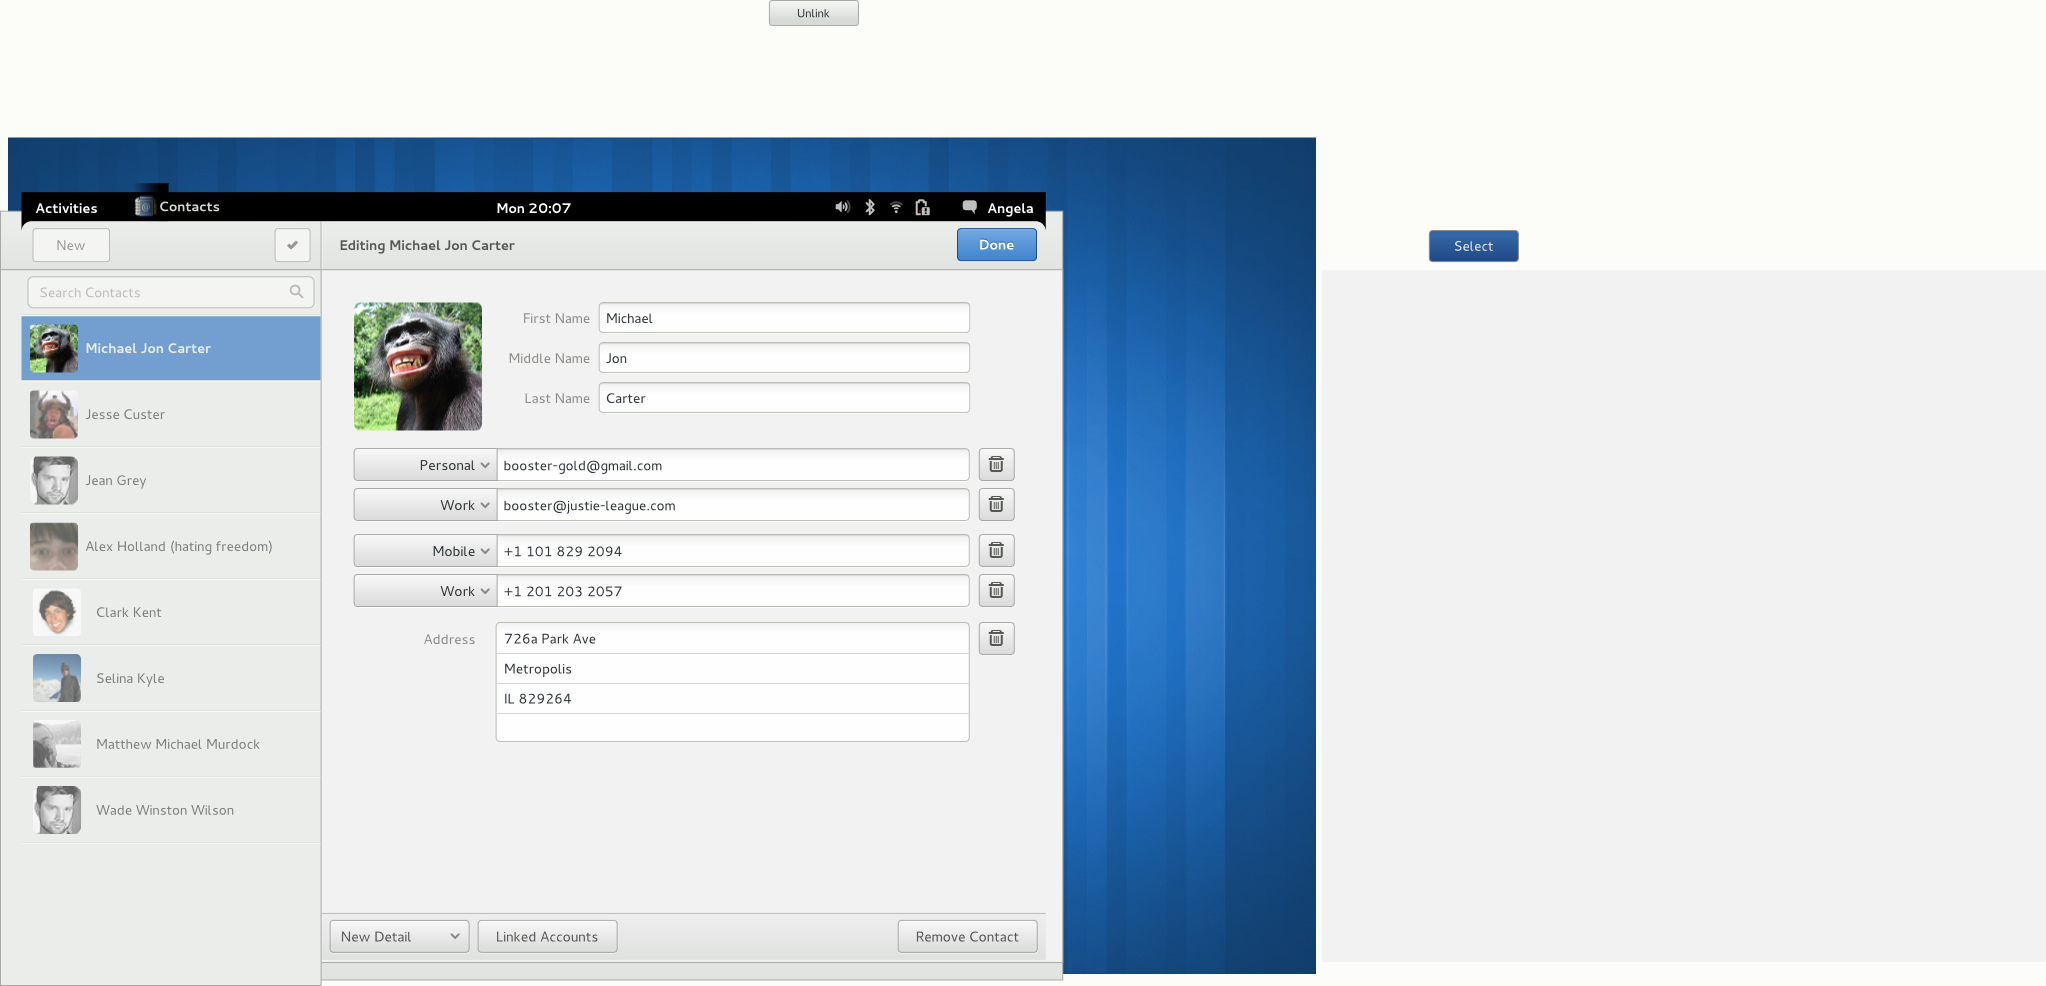 Unlink
Activities
Contacts
Mon 20:07
Angela
New
Editing Michael Jon Carter
Done
Select
Search Contacts
Michael Jon Carter
Jesse Custer
Jean Grey
Alex Holland (hating freedom)
Clark Kent
Selina Kyle
Matthew Michael Murdock
Wade Winston Wilson
First Name Michael
Middle Name Jon
Last Name Carter
Personal booster-gold@gmail.com
Work booster@justie-league.com
Mobile +1 101 829 2094
Work +1 201 203 2057
Address 726a Park Ave
Metropolis
IL 829264
New Detail
Linked Accounts
Remove Contact